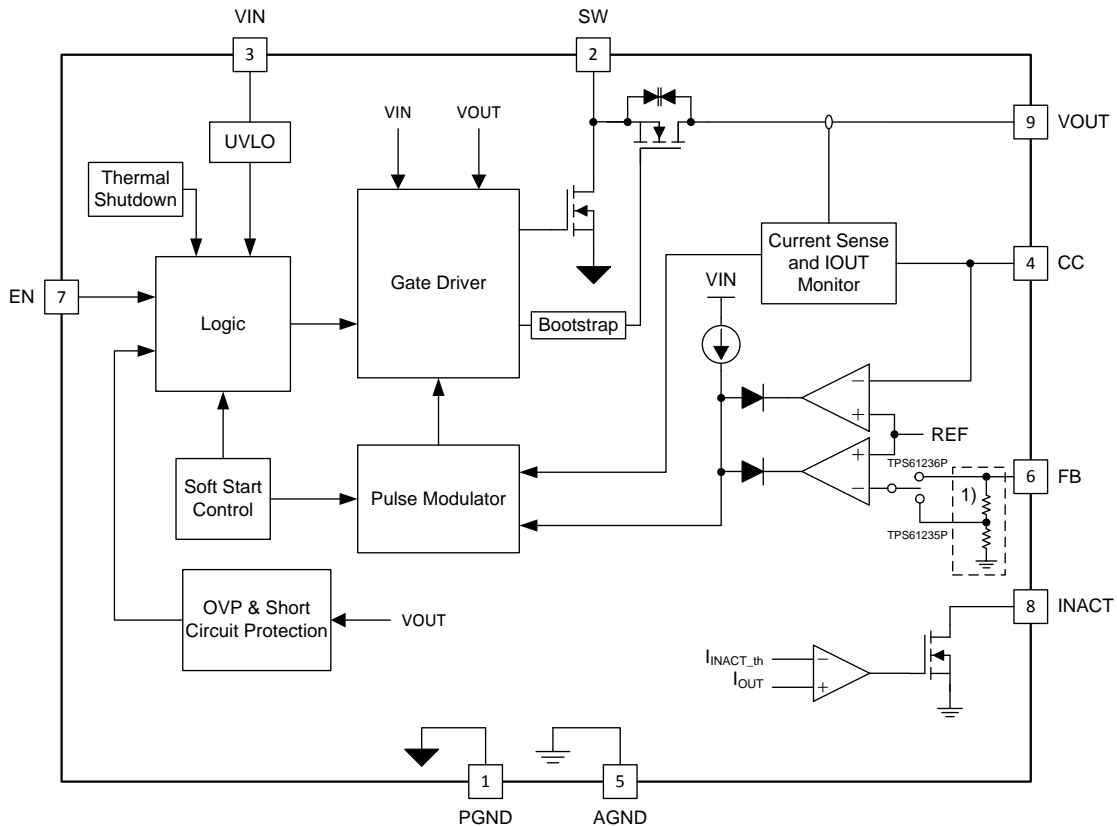 VIN
SW
3
2
VIN
VOUT
9
VOUT
UVLO
Thermal
Shutdown
Current Sense
and IOUT
Monitor
4
CC
EN
7
Logic
Gate Driver
VIN
Bootstrap
−
+
REF
Soft Start
Control
Pulse Modulator
+
−
TPS61236P
1)
6
FB
TPS61235P
OVP & Short
Circuit Protection
VOUT
8
INACT
IINACT_th
−
IOUT
+
1
5
PGND
AGND